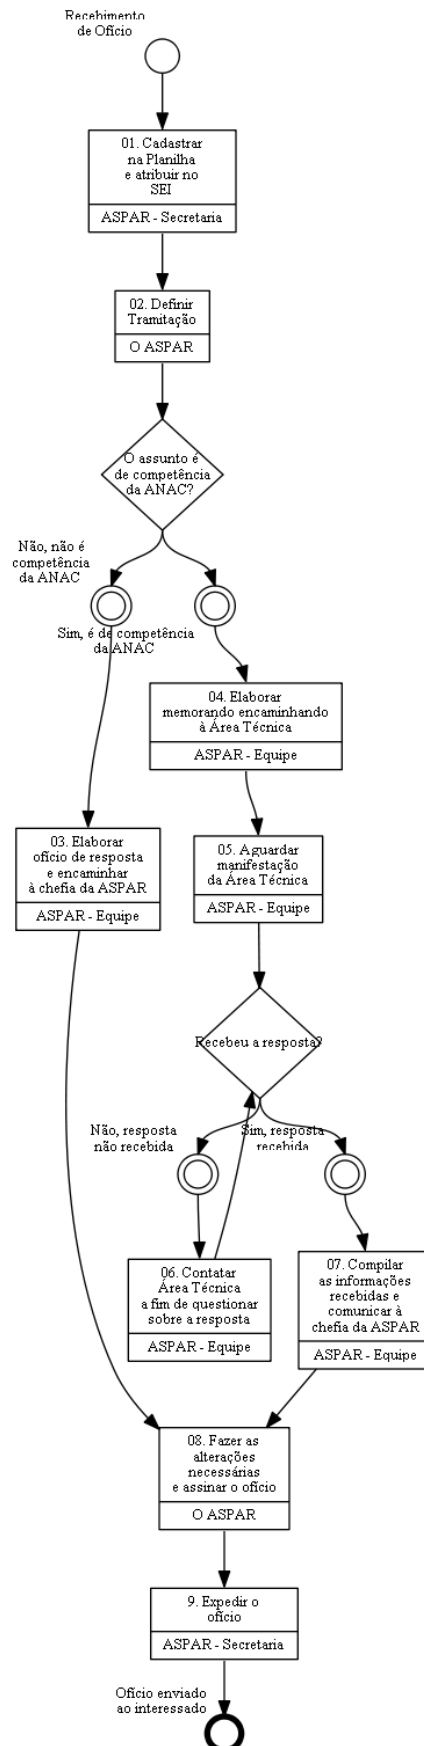 Recebimento
de Ofício
01. Cadastrar
na Planilha
e atribuir no
SEI
ASPAR - Secretaria
02. Definir
Tramitação
O ASPAR
O assunto é
de competência
da ANAC?
Não, não é
competência
da ANAC
Sim, é de competência
da ANAC
04. Elaborar
memorando encaminhando
à Área Técnica
ASPAR - Equipe
03. Elaborar
ofício de resposta
e encaminhar
à chefia da ASPAR
ASPAR - Equipe
05. Aguardar
manifestação
da Área Técnica
ASPAR - Equipe
Recebeu a resposta?
Não, resposta
não recebida
Sim, resposta
recebida
06. Contatar
Área Técnica
a fim de questionar
sobre a resposta
ASPAR - Equipe
07. Compilar
as informações
recebidas e
comunicar à
chefia da ASPAR
ASPAR - Equipe
08. Fazer as
alterações
necessárias
e assinar o ofício
O ASPAR
9. Expedir o
ofício
ASPAR - Secretaria
Ofício enviado
ao interessado